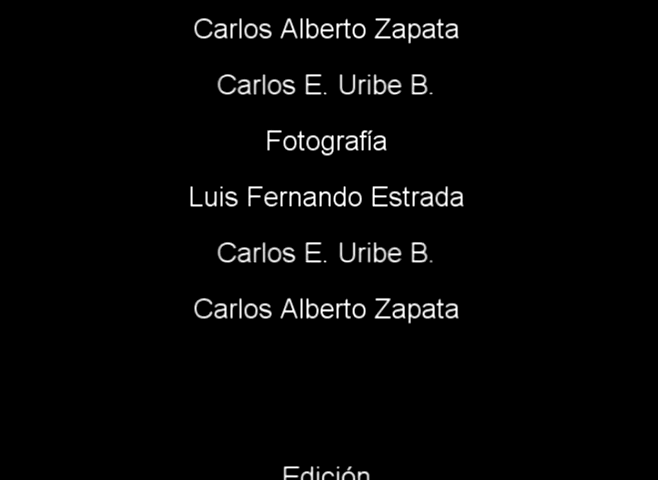 Carlos Alberto Zapata
Carlos E. Uribe B.
Fotografía
Luis Fernando Estrada
Carlos E. Uribe B.
Carlos Alberto Zapata
Edición